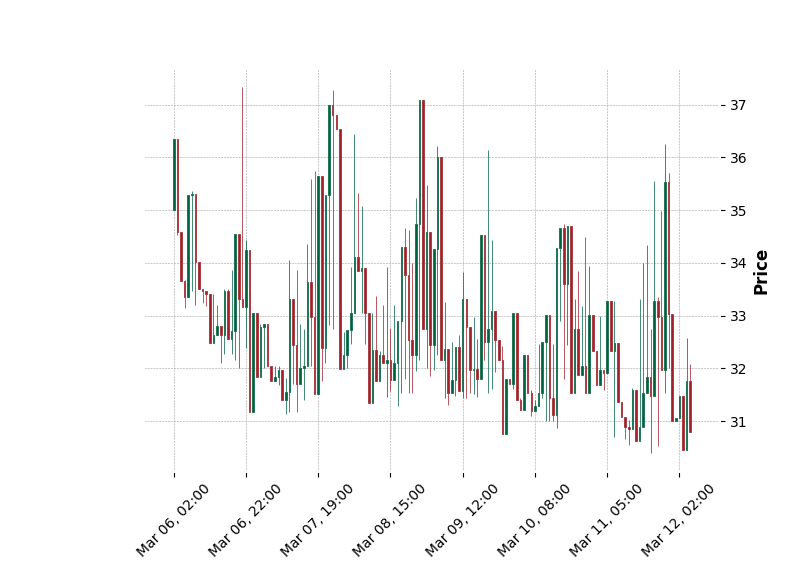 37
36
35
34
33
32
31
Price
Mar 06, 02:00
Mar 06, 22:00
Mar 07, 19:00
Mar 08, 15:00
Mar 09, 12:00
Mar 10, 08:00
Mar 11, 05:00
Mar 12, 02:00